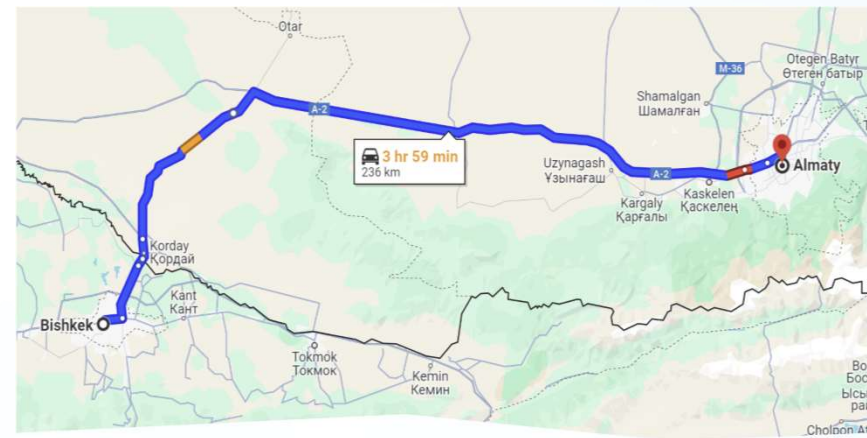 Otar
Otegen Batyr
Өтеген батыр
M-36
Shamalgan
Шамалған
A-2
3 hr 59 min
236 km
Uzynagash
Ұзынағаш
A-2
Almaty
Kaskelen
Қаскелең
Kargaly
Қарғалы
Korday
Қордай
Kant
Кант
Bishkek
Tokmok
Токмок
Kemin
Кемин
Cholpon A